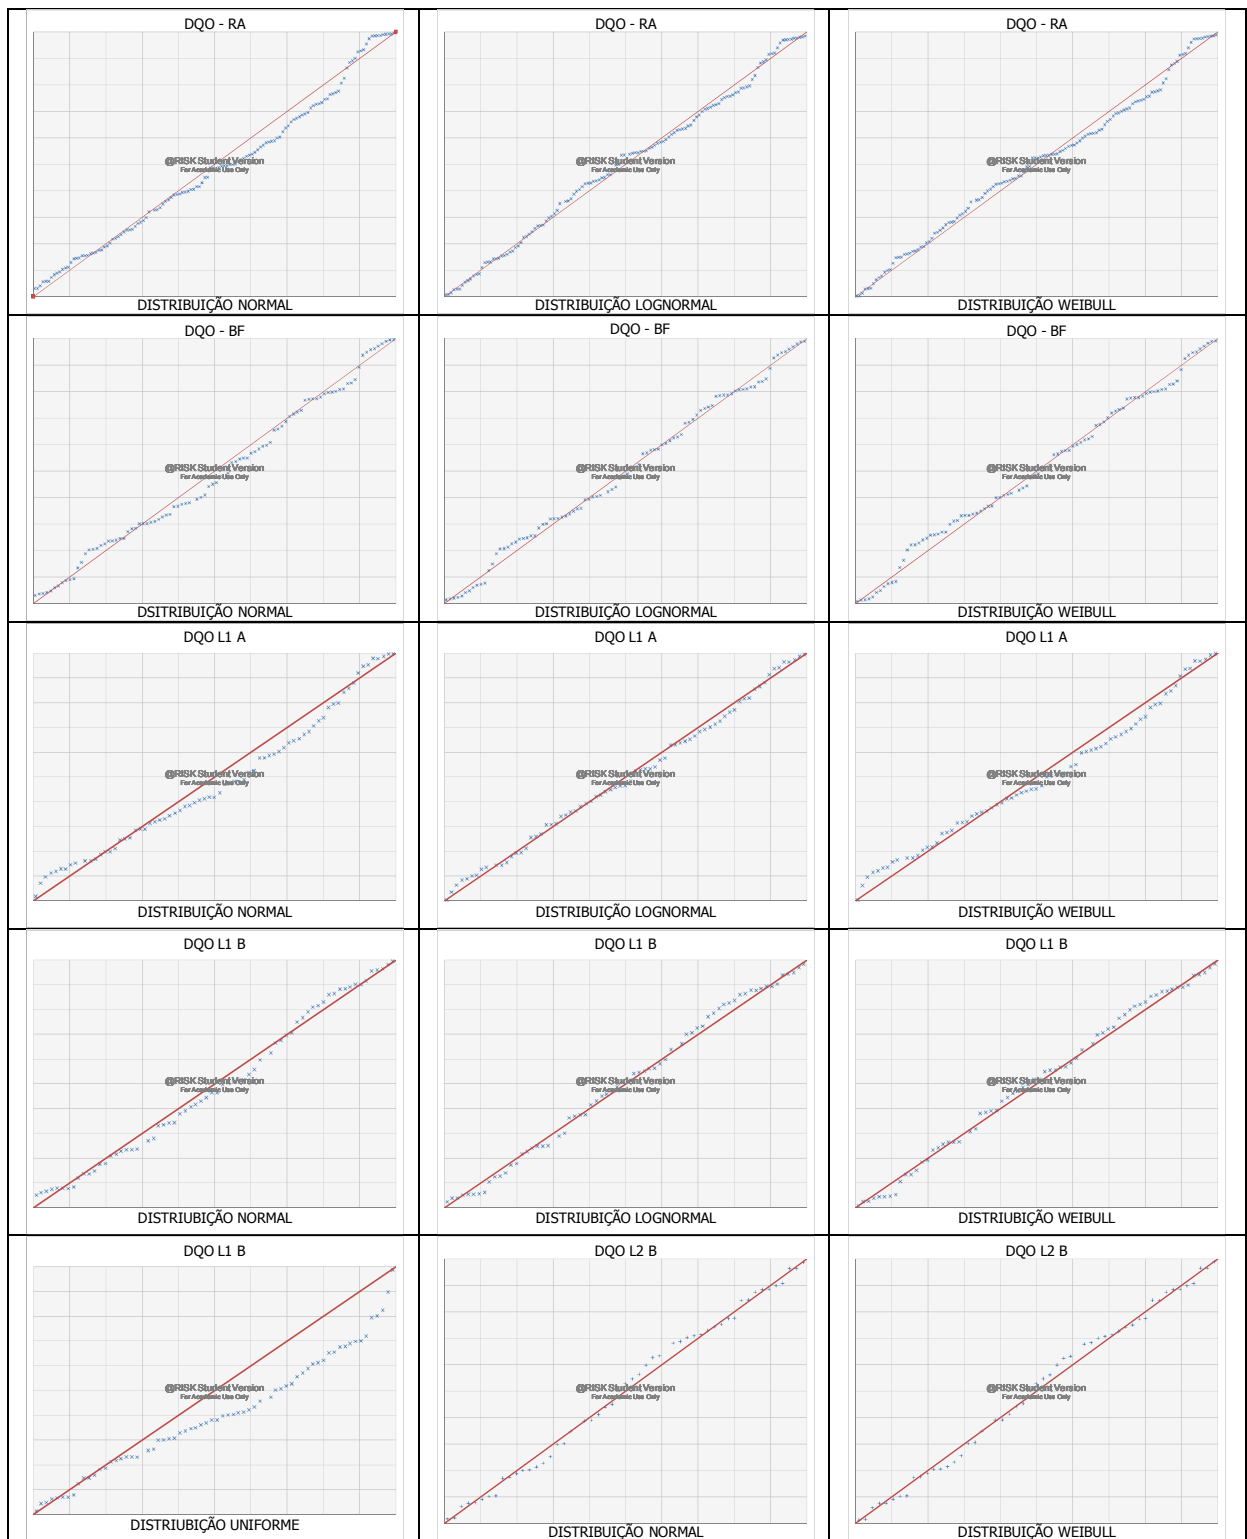 DQO - RA
@RISK Student Version
For Academic Use Only
DISTRIBUIÇÃO NORMAL
DQO - RA
@RISK Student Version
For Academic Use Only
DISTRIBUIÇÃO LOGNORMAL
DQO - RA
@RISK Student Version
For Academic Use Only
DISTRIBUIÇÃO WEIBULL
DQO - BF
@RISK Student Version
For Academic Use Only
DSITRIBUIÇÃO NORMAL
DQO - BF
@RISK Student Version
For Academic Use Only
DISTRIBUIÇÃO LOGNORMAL
DQO - BF
@RISK Student Version
For Academic Use Only
DISTRIBUIÇÃO WEIBULL
DQO L1 A
@RISK Student Version
For Academic Use Only
DISTRIBUIÇÃO NORMAL
DQO L1 A
@RISK Student Version
For Academic Use Only
DISTRIBUIÇÃO LOGNORMAL
DQO L1 A
@RISK Student Version
For Academic Use Only
DISTRIBUIÇÃO WEIBULL
DQO L1 B
@RISK Student Version
For Academic Use Only
DISTRIUBIÇÃO NORMAL
DQO L1 B
@RISK Student Version
For Academic Use Only
DISTRIUBIÇÃO LOGNORMAL
DQO L1 B
@RISK Student Version
For Academic Use Only
DISTRIUBIÇÃO WEIBULL
DQO L1 B
@RISK Student Version
For Academic Use Only
DISTRIUBIÇÃO UNIFORME
DQO L2 B
@RISK Student Version
For Academic Use Only
DISTRIBUIÇÃO NORMAL
DQO L2 B
@RISK Student Version
For Academic Use Only
DISTRIBUIÇÃO WEIBULL